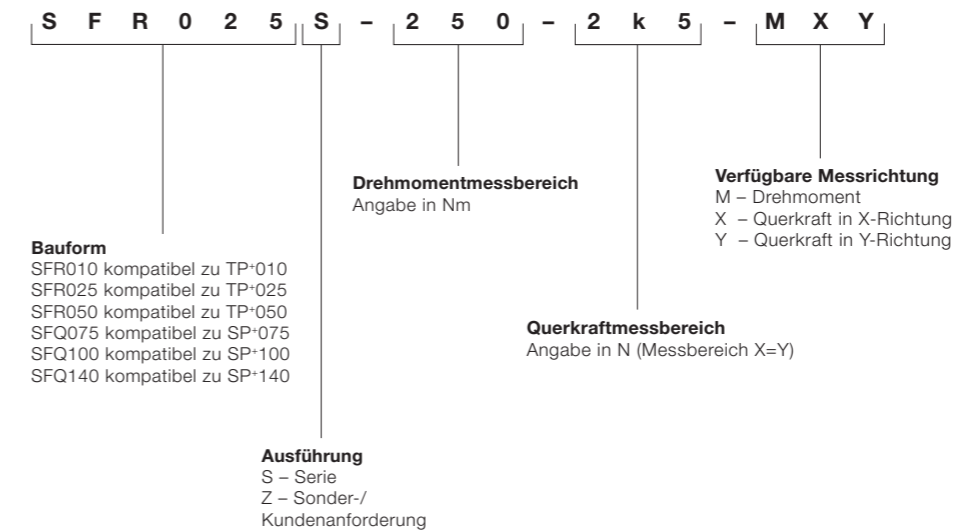 S F R 0 2 5 S – 2 5 0 – 2 k 5 – M X Y
Bauform
SFR010 kompatibel zu TP⁺010
SFR025 kompatibel zu TP⁺025
SFR050 kompatibel zu TP⁺050
SFQ075 kompatibel zu SP⁺075
SFQ100 kompatibel zu SP⁺100
SFQ140 kompatibel zu SP⁺140
Ausführung
S – Serie
Z – Sonder-/
Kundenanforderung
Drehmomentmessbereich
Angabe in Nm
Querkraftmessbereich
Angabe in N (Messbereich X=Y)
Verfügbare Messrichtung
M – Drehmoment
X – Querkraft in X-Richtung
Y – Querkraft in Y-Richtung